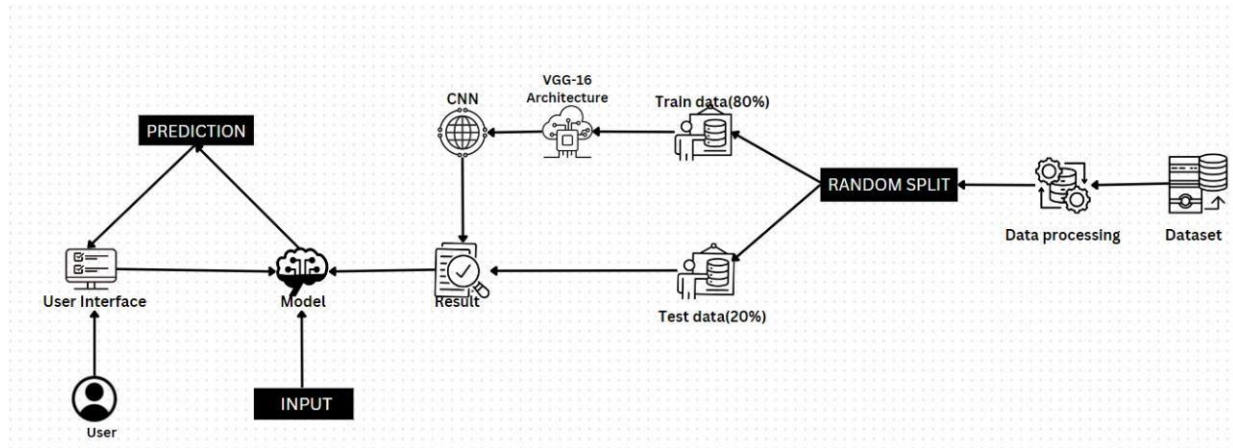 VGG-16
Architecture
CNN
Train data(80%)
PREDICTION
RANDOM SPLIT
Data processing
Dataset
User Interface
Model
Result
Test data(20%)
INPUT
User